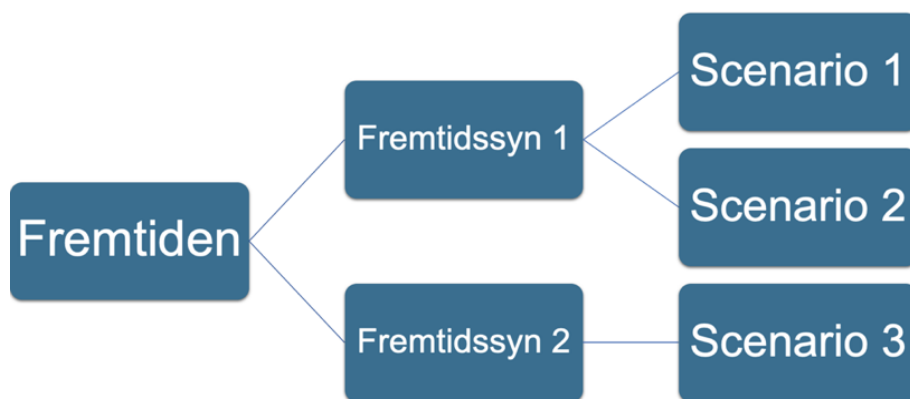 Fremtiden
Fremtidssyn 1
Fremtidssyn 2
Scenario 1
Scenario 2
Scenario 3